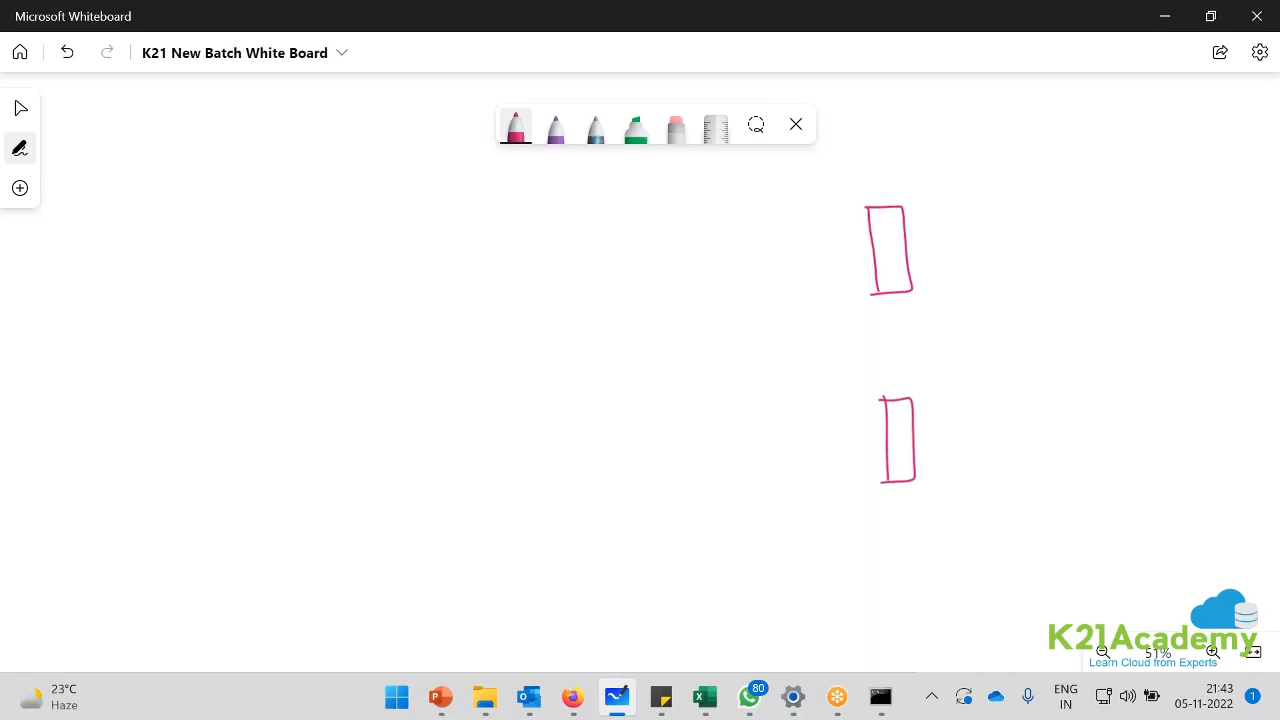 Microsoft Whiteboard
K21 New Batch White Board
K21Academy
Learn Cloud from Experts
51%
23°C
Haze
80
ENG
IN
21:43
05-11-2022
1